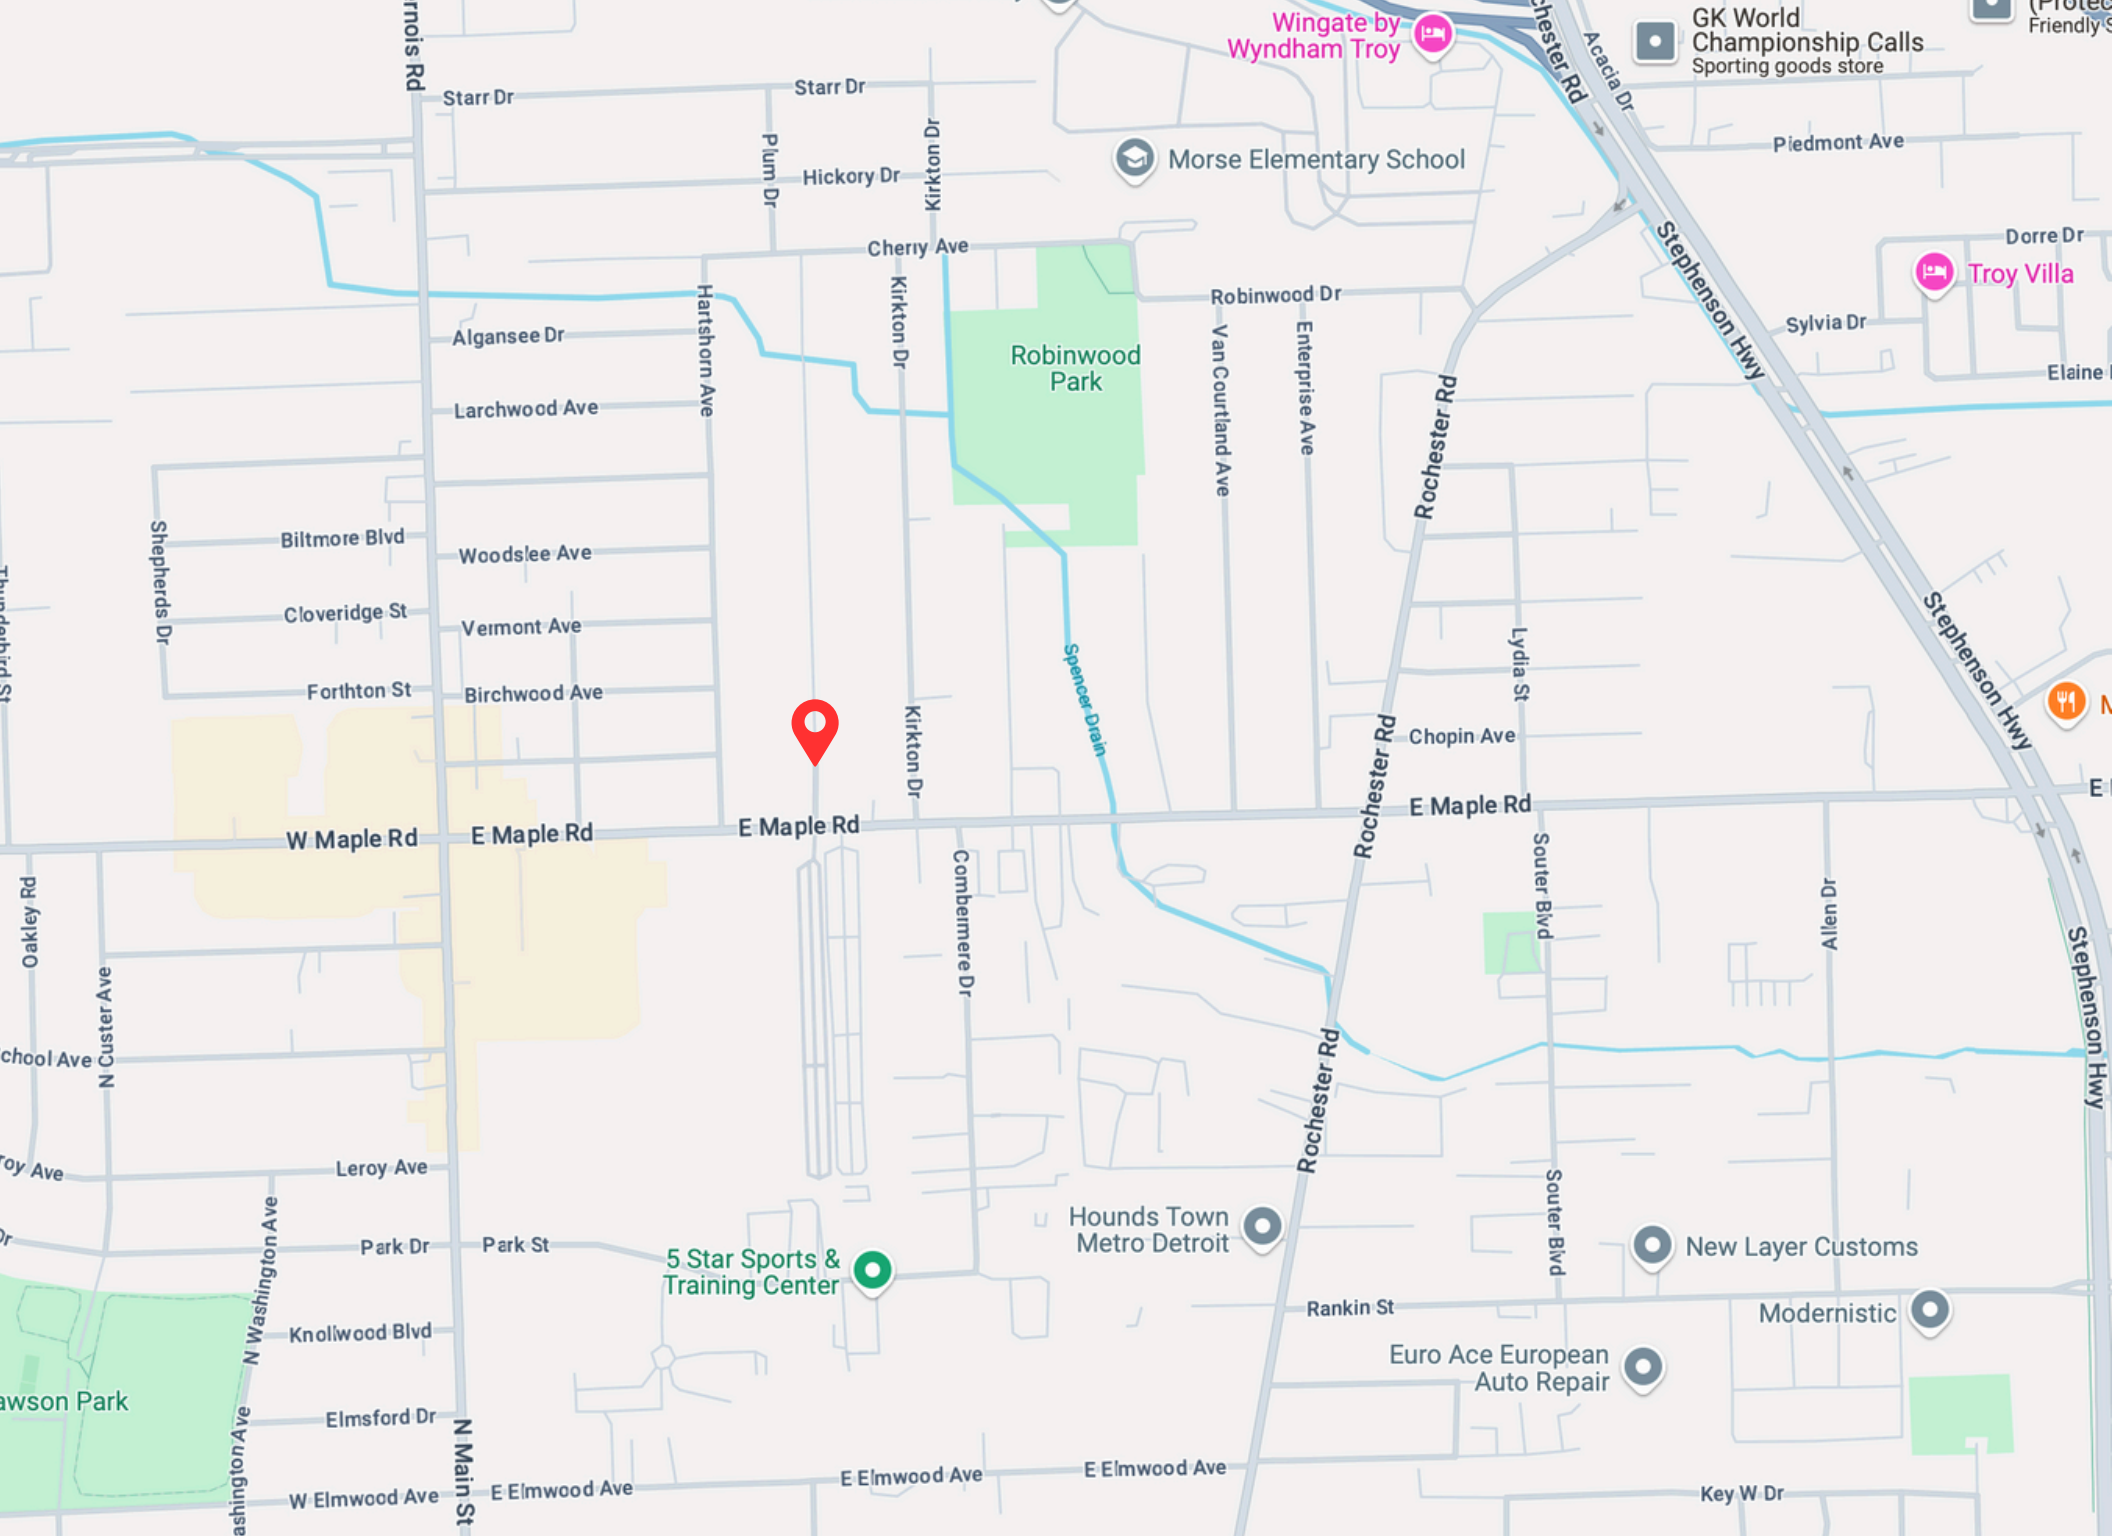 Wingate by
Wyndham Troy
GK World
Championship Calls
Sporting goods store
Friendly
Acacia Dr
Starr Dr
Starr Dr
Plum Dr
Kirkton Dr
Hickory Dr
Morse Elementary School
Piedmont Ave
Stephenson Hwy
Dorre Dr
Troy Villa
Cherry Ave
Kirkton Dr
Hartshorn Ave
Robinwood Dr
Sylvia Dr
Algansee Dr
Van Courtland Ave
Enterprise Ave
Robinwood
Park
Elaine
Larchwood Ave
Rochester Rd
Shepherds Dr
Biltmore Blvd
Woodslee Ave
Cloveridge St
Vermont Ave
Lydia St
Stephenson Hwy
Spencer Drain
Forthton St
Birchwood Ave
Kirkton Dr
Chopin Ave
Rochester Rd
M
E Maple Rd
W Maple Rd
E Maple Rd
E Maple Rd
E
Oakley Rd
Souter Blvd
Combermere Dr
Allen Dr
N Custer Ave
Stephenson Hwy
chool Ave
Rochester Rd
Leroy Ave
roy Ave
Souter Blvd
N Washington Ave
Park Dr
Park St
Hounds Town
Metro Detroit
5 Star Sports &
Training Center
New Layer Customs
Rankin St
Modernistic
Knollwood Blvd
Euro Ace European
Auto Repair
awson Park
Elmsford Dr
N Main St
ashington Ave
W Elmwood Ave
E Elmwood Ave
E Elmwood Ave
E Elmwood Ave
Key W Dr